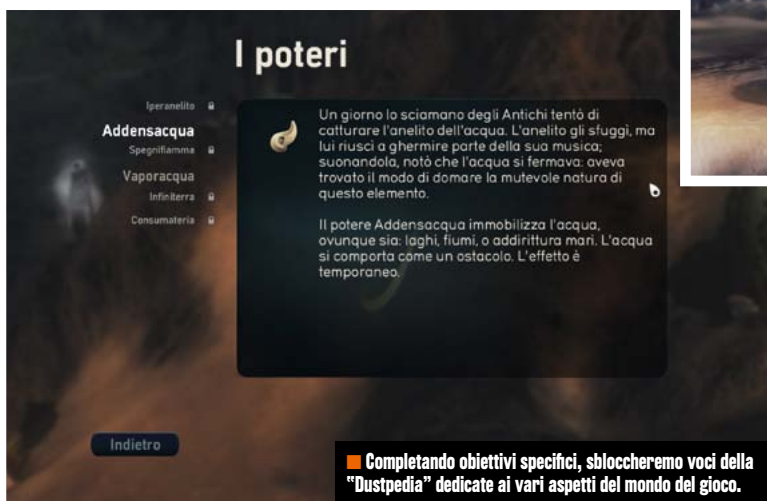 I poteri
Iperanelito
Addensacqua
Spegnifiamma
Vaporacqua
Infiniterra
Consumateria
Un giorno lo sciamano degli Antichi tentò di
catturare l'anelito dell'acqua. L'anelito gli sfuggì, ma
lui riuscì a ghermire parte della sua musica;
suonandola, notò che l'acqua si fermava: aveva
trovato il modo di domare la mutevole natura di
questo elemento.
Il potere Addensacqua immobilizza l'acqua,
ovunque sia: laghi, fiumi, o addirittura mari. L'acqua
si comporta come un ostacolo. L'effetto è
temporaneo.
Indietro
Completando obiettivi specifici, sbloccheremo voci della
"Dustpedia" dedicate ai vari aspetti del mondo del gioco.